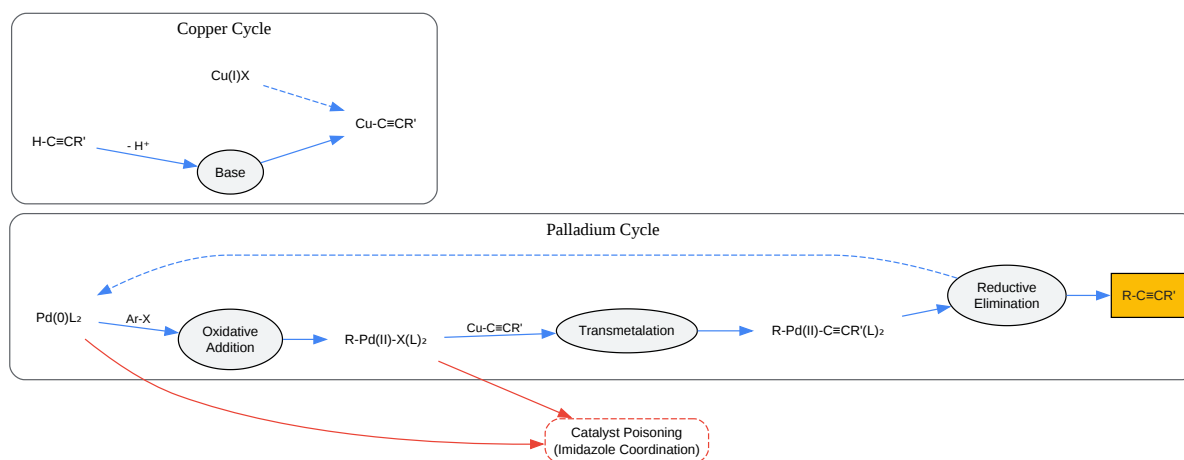 Copper Cycle
Cu(I)X
Cu-C≡CR'
H-C≡CR'
- H⁺
Base
Palladium Cycle
Pd(0)L₂
Ar-X
Oxidative
Addition
R-Pd(II)-X(L)₂
Cu-C≡CR'
Transmetalation
R-Pd(II)-C≡CR'(L)₂
Reductive
Elimination
R-C≡CR'
Catalyst Poisoning
(Imidazole Coordination)